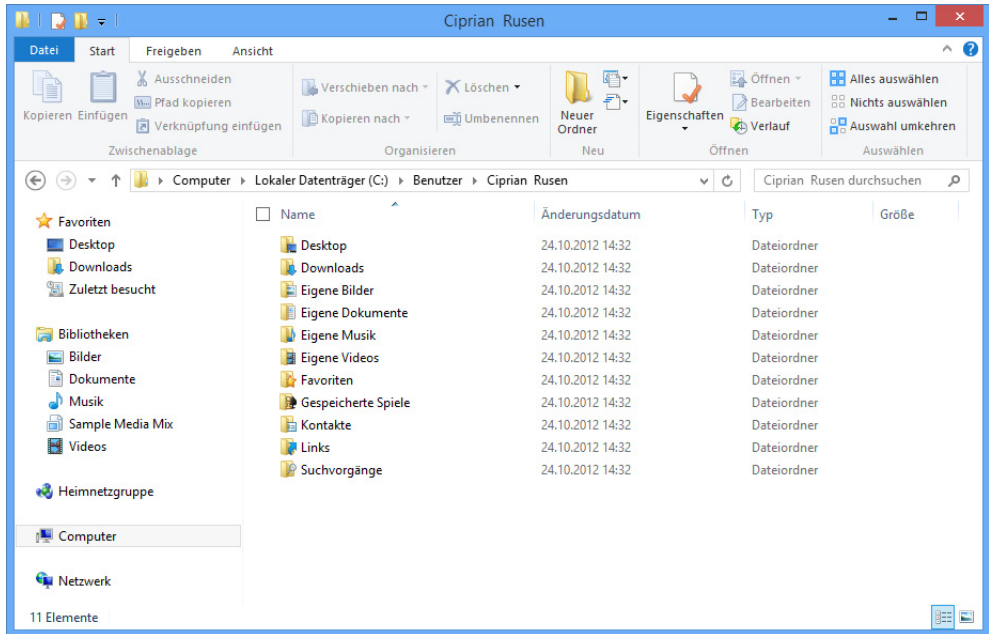 Ciprian Rusen
Datei Start Freigeben Ansicht
Kopieren Einfügen
Ausschneiden
Pfad kopieren
Verknüpfung einfügen
Zwischenablage
Verschieben nach
Kopieren nach
Löschen
Umbenennen
Organisieren
Neuer
Ordner
Neu
Eigenschaften
Öffnen
Bearbeiten
Verlauf
Öffnen
Alles auswählen
Nichts auswählen
Auswahl umkehren
Auswählen
Computer Lokaler Datenträger (C:) Benutzer Ciprian Rusen
Ciprian Rusen durchsuchen
Favoriten
Desktop
Downloads
Zuletzt besucht
Bibliotheken
Bilder
Dokumente
Musik
Sample Media Mix
Videos
Heimnetzgruppe
Computer
Netzwerk
Name Änderungsdatum Typ Größe
Desktop 24.10.2012 14:32 Dateiordner
Downloads 24.10.2012 14:32 Dateiordner
Eigene Bilder 24.10.2012 14:32 Dateiordner
Eigene Dokumente 24.10.2012 14:32 Dateiordner
Eigene Musik 24.10.2012 14:32 Dateiordner
Eigene Videos 24.10.2012 14:32 Dateiordner
Favoriten 24.10.2012 14:32 Dateiordner
Gespeicherte Spiele 24.10.2012 14:32 Dateiordner
Kontakte 24.10.2012 14:32 Dateiordner
Links 24.10.2012 14:32 Dateiordner
Suchvorgänge 24.10.2012 14:32 Dateiordner
11 Elemente